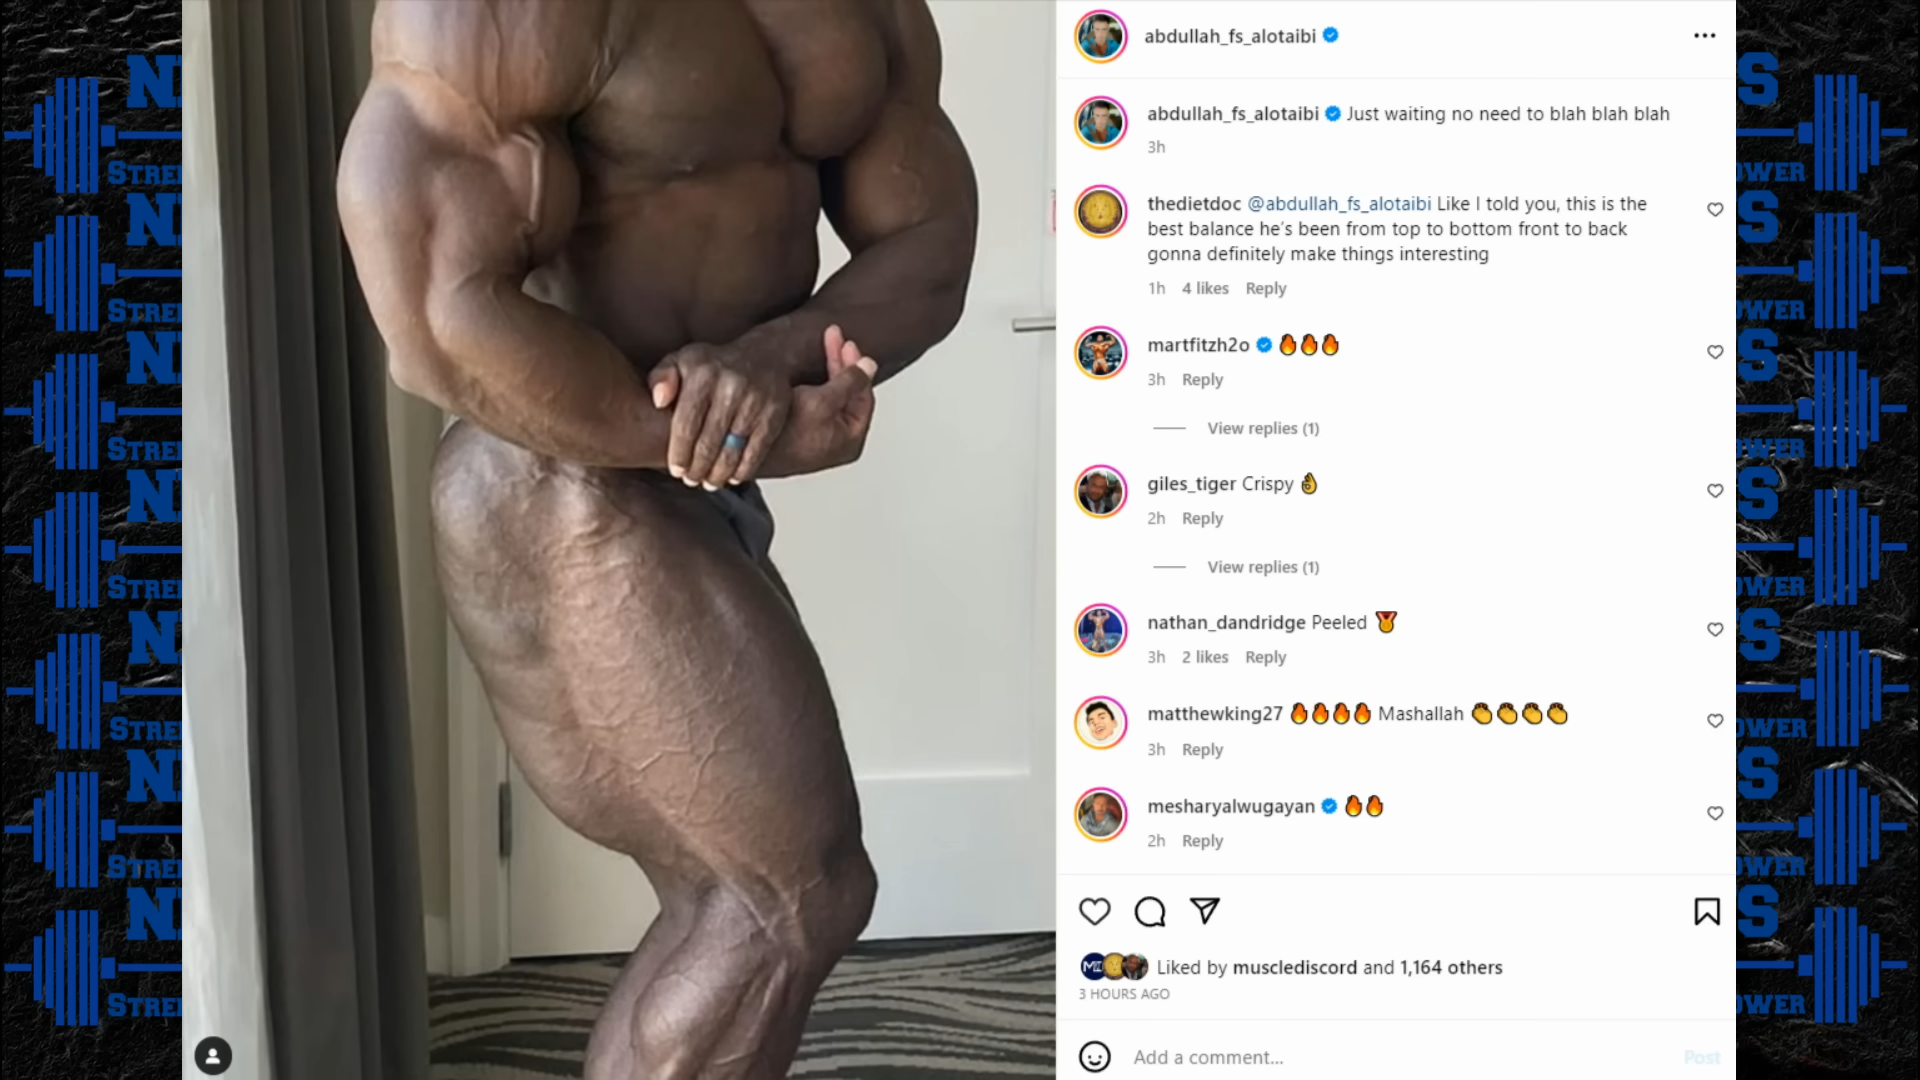 abdullah_fs_alotaibi
abdullah_fs_alotaibi Just waiting no need to blah blah blah
3h
thedietdoc @abdullah_fs_alotaibi Like I told you, this is the
best balance he's been from top to bottom front to back
gonna definitely make things interesting
1h 4 likes Reply
martfitzh2o 🔥🔥🔥
3h Reply
View replies (1)
giles_tiger Crispy 👌
2h Reply
View replies (1)
nathan_dandridge Peeled 🏅
3h 2 likes Reply
matthewking27 🔥🔥🔥🔥 Mashallah 👏👏👏👏
3h Reply
mesharyalwugayan 🔥🔥
2h Reply
Liked by musclediscord and 1,164 others
3 HOURS AGO
Add a comment...
Post